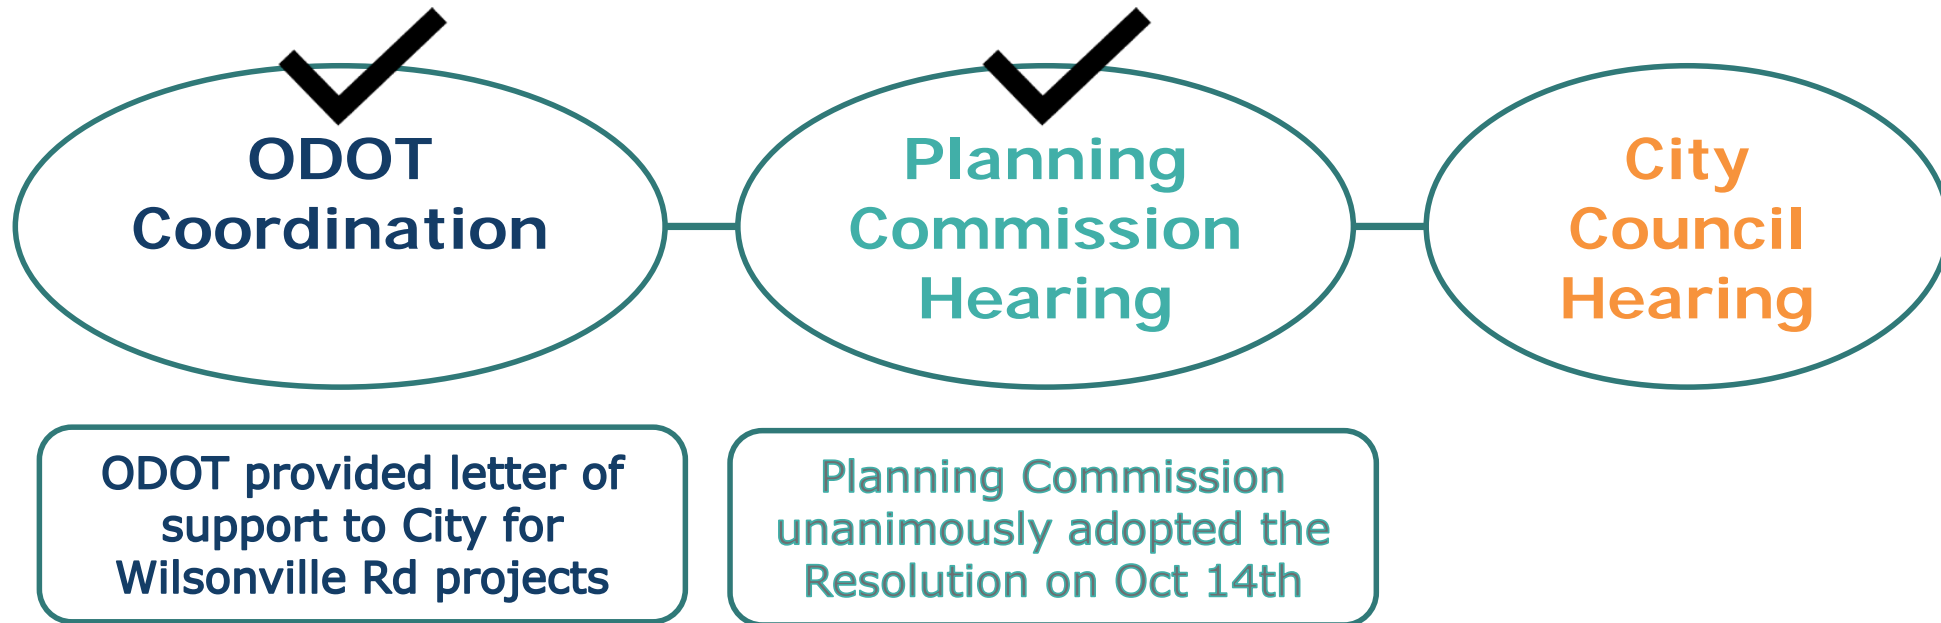 ODOT
Coordination
Planning
Commission
Hearing
City
Council
Hearing
ODOT provided letter of
support to City for
Wilsonville Rd projects
Planning Commission
unanimously adopted the
Resolution on Oct 14th